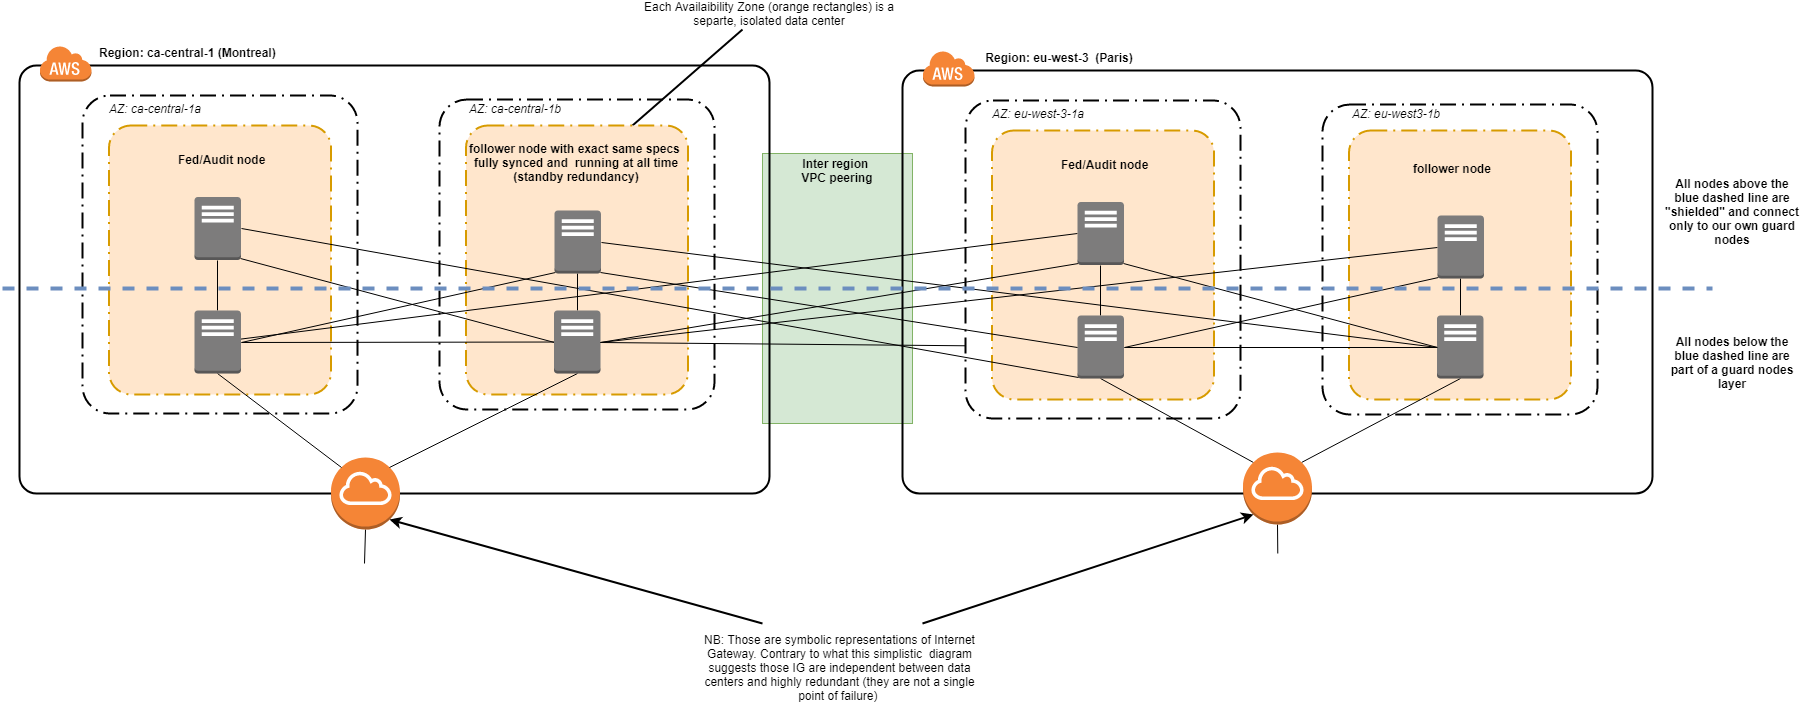 Each Availaibility Zone (orange rectangles) is a
separte, isolated data center
AWS
Region: ca-central-1 (Montreal)
AZ: ca-central-1a
Fed/Audit node
AZ: ca-central-1b
follower node with exact same specs
fully synced and running at all time
(standby redundancy)
Inter region
VPC peering
AWS
Region: eu-west-3 (Paris)
AZ: eu-west-3-1a
Fed/Audit node
AZ: eu-west3-1b
follower node
All nodes above the
blue dashed line are
"shielded" and connect
only to our own guard
nodes
All nodes below the
blue dashed line are
part of a guard nodes
layer
NB: Those are symbolic representations of Internet
Gateway. Contrary to what this simplistic diagram
suggests those IG are independent between data
centers and highly redundant (they are not a single
point of failure)